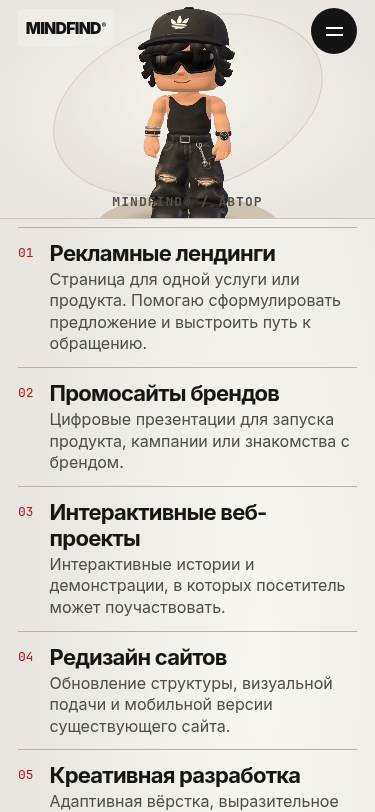 MINDFIND®
MINDFIND® / АВТОР
01
Рекламные лендинги
Страница для одной услуги или
продукта. Помогаю сформулировать
предложение и выстроить путь к
обращению.
02
Промосайты брендов
Цифровые презентации для запуска
продукта, кампании или знакомства с
брендом.
03
Интерактивные веб-
проекты
Интерактивные истории и
демонстрации, в которых посетитель
может поучаствовать.
04
Редизайн сайтов
Обновление структуры, визуальной
подачи и мобильной версии
существующего сайта.
05
Креативная разработка
Адаптивная вёрстка, выразительное